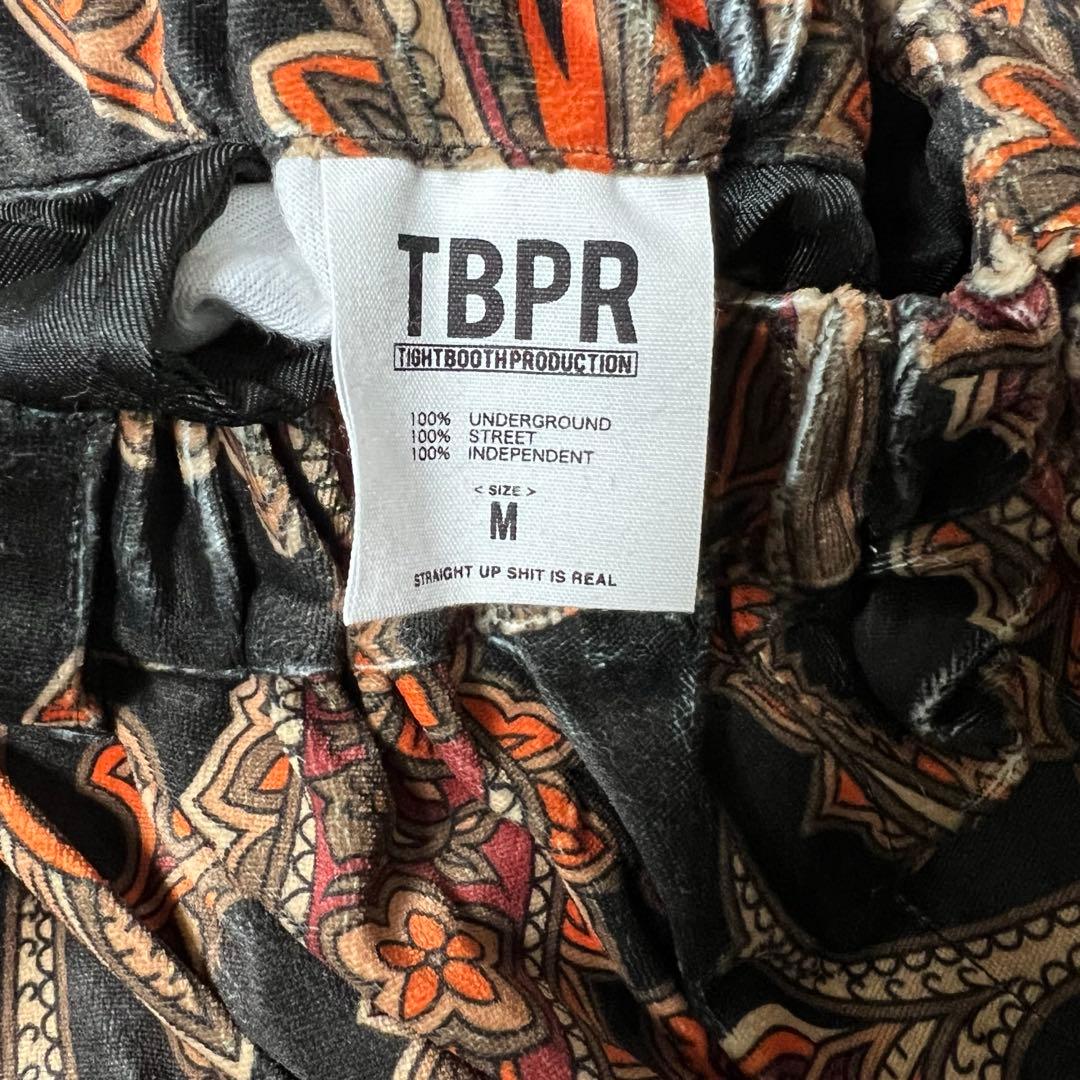 TBPR
TIGHTBOOTHPRODUCTION
100% UNDERGROUND
100% STREET
100% INDEPENDENT
< SIZE >
M
STRAIGHT UP SHIT IS REAL